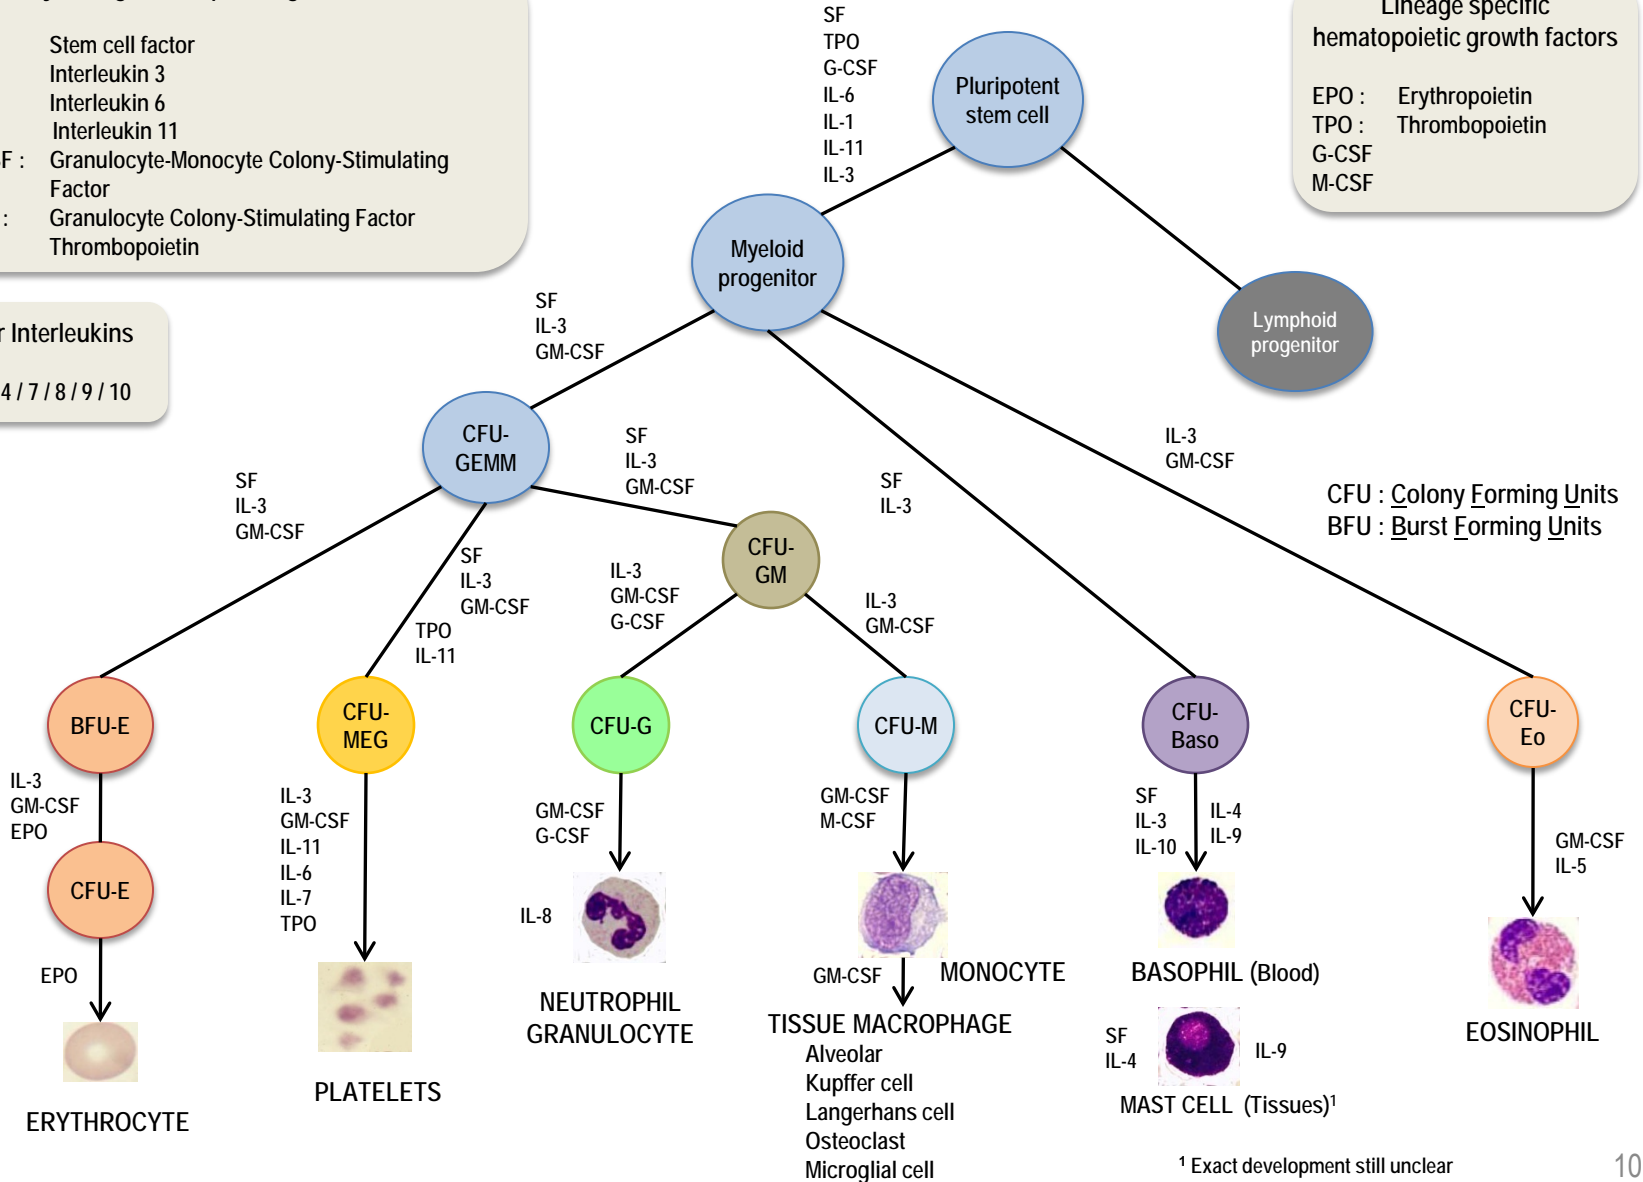 Stem cell factor
Interleukin 3
Interleukin 6
Interleukin 11
F : Granulocyte-Monocyte Colony-Stimulating
Factor
: Granulocyte Colony-Stimulating Factor
Thrombopoietin
r Interleukins
4 / 7 / 8 / 9 / 10
SF
TPO
G-CSF
IL-6
IL-1
IL-11
IL-3
Pluripotent
stem cell
Lineage specific
hematopoietic growth factors
EPO : Erythropoietin
TPO : Thrombopoietin
G-CSF
M-CSF
Myeloid
progenitor
Lymphoid
progenitor
SF
IL-3
GM-CSF
CFU-
GEMM
SF
IL-3
GM-CSF
SF
IL-3
GM-CSF
SF
IL-3
IL-3
GM-CSF
CFU : Colony Forming Units
BFU : Burst Forming Units
SF
IL-3
GM-CSF
TPO
IL-11
CFU-
GM
IL-3
GM-CSF
G-CSF
IL-3
GM-CSF
BFU-E
CFU-
MEG
CFU-G
CFU-M
CFU-
Baso
CFU-
Eo
IL-3
GM-CSF
EPO
CFU-E
EPO
ERYTHROCYTE
IL-3
GM-CSF
IL-11
IL-6
IL-7
TPO
PLATELETS
GM-CSF
G-CSF
IL-8
NEUTROPHIL
GRANULOCYTE
GM-CSF
M-CSF
GM-CSF
MONOCYTE
TISSUE MACROPHAGE
Alveolar
Kupffer cell
Langerhans cell
Osteoclast
Microglial cell
SF
IL-3
IL-10
IL-4
IL-9
BASOPHIL (Blood)
SF
IL-4
IL-9
MAST CELL (Tissues)¹
GM-CSF
IL-5
EOSINOPHIL
¹ Exact development still unclear
10